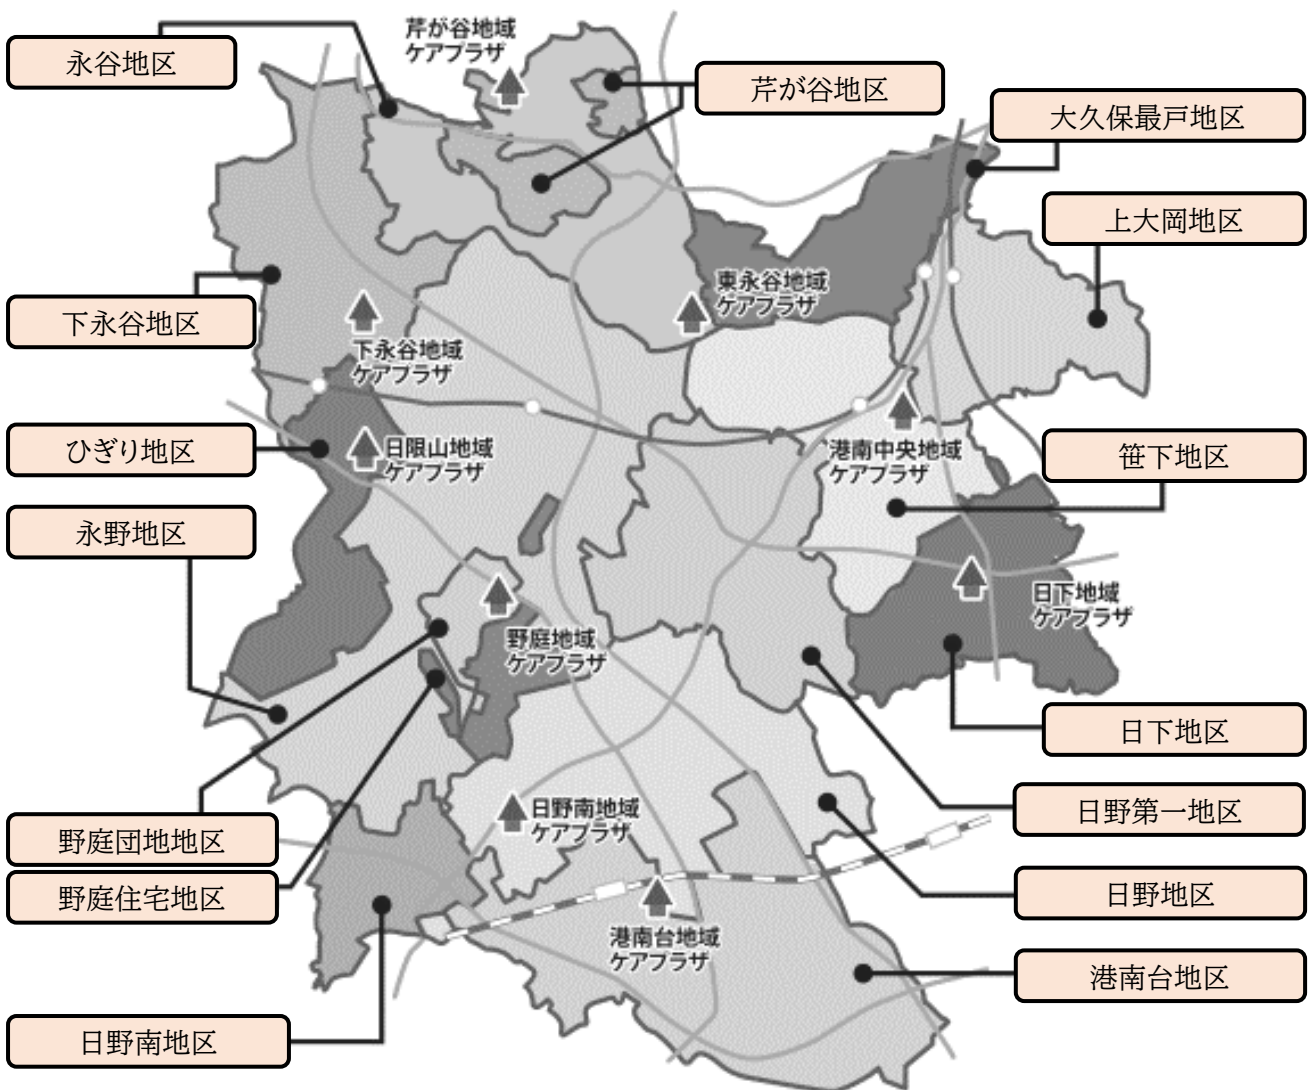 芹が谷地域
ケアプラザ
永谷地区
芹が谷地区
大久保最戸地区
上大岡地区
東永谷地域
ケアプラザ
下永谷地区
下永谷地域
ケアプラザ
ひぎり地区
日限山地域
ケアプラザ
港南中央地域
ケアプラザ
笹下地区
永野地区
日下地域
ケアプラザ
野庭地域
ケアプラザ
日下地区
日野南地域
ケアプラザ
日野第一地区
野庭団地地区
野庭住宅地区
日野地区
港南台地域
ケアプラザ
港南台地区
日野南地区